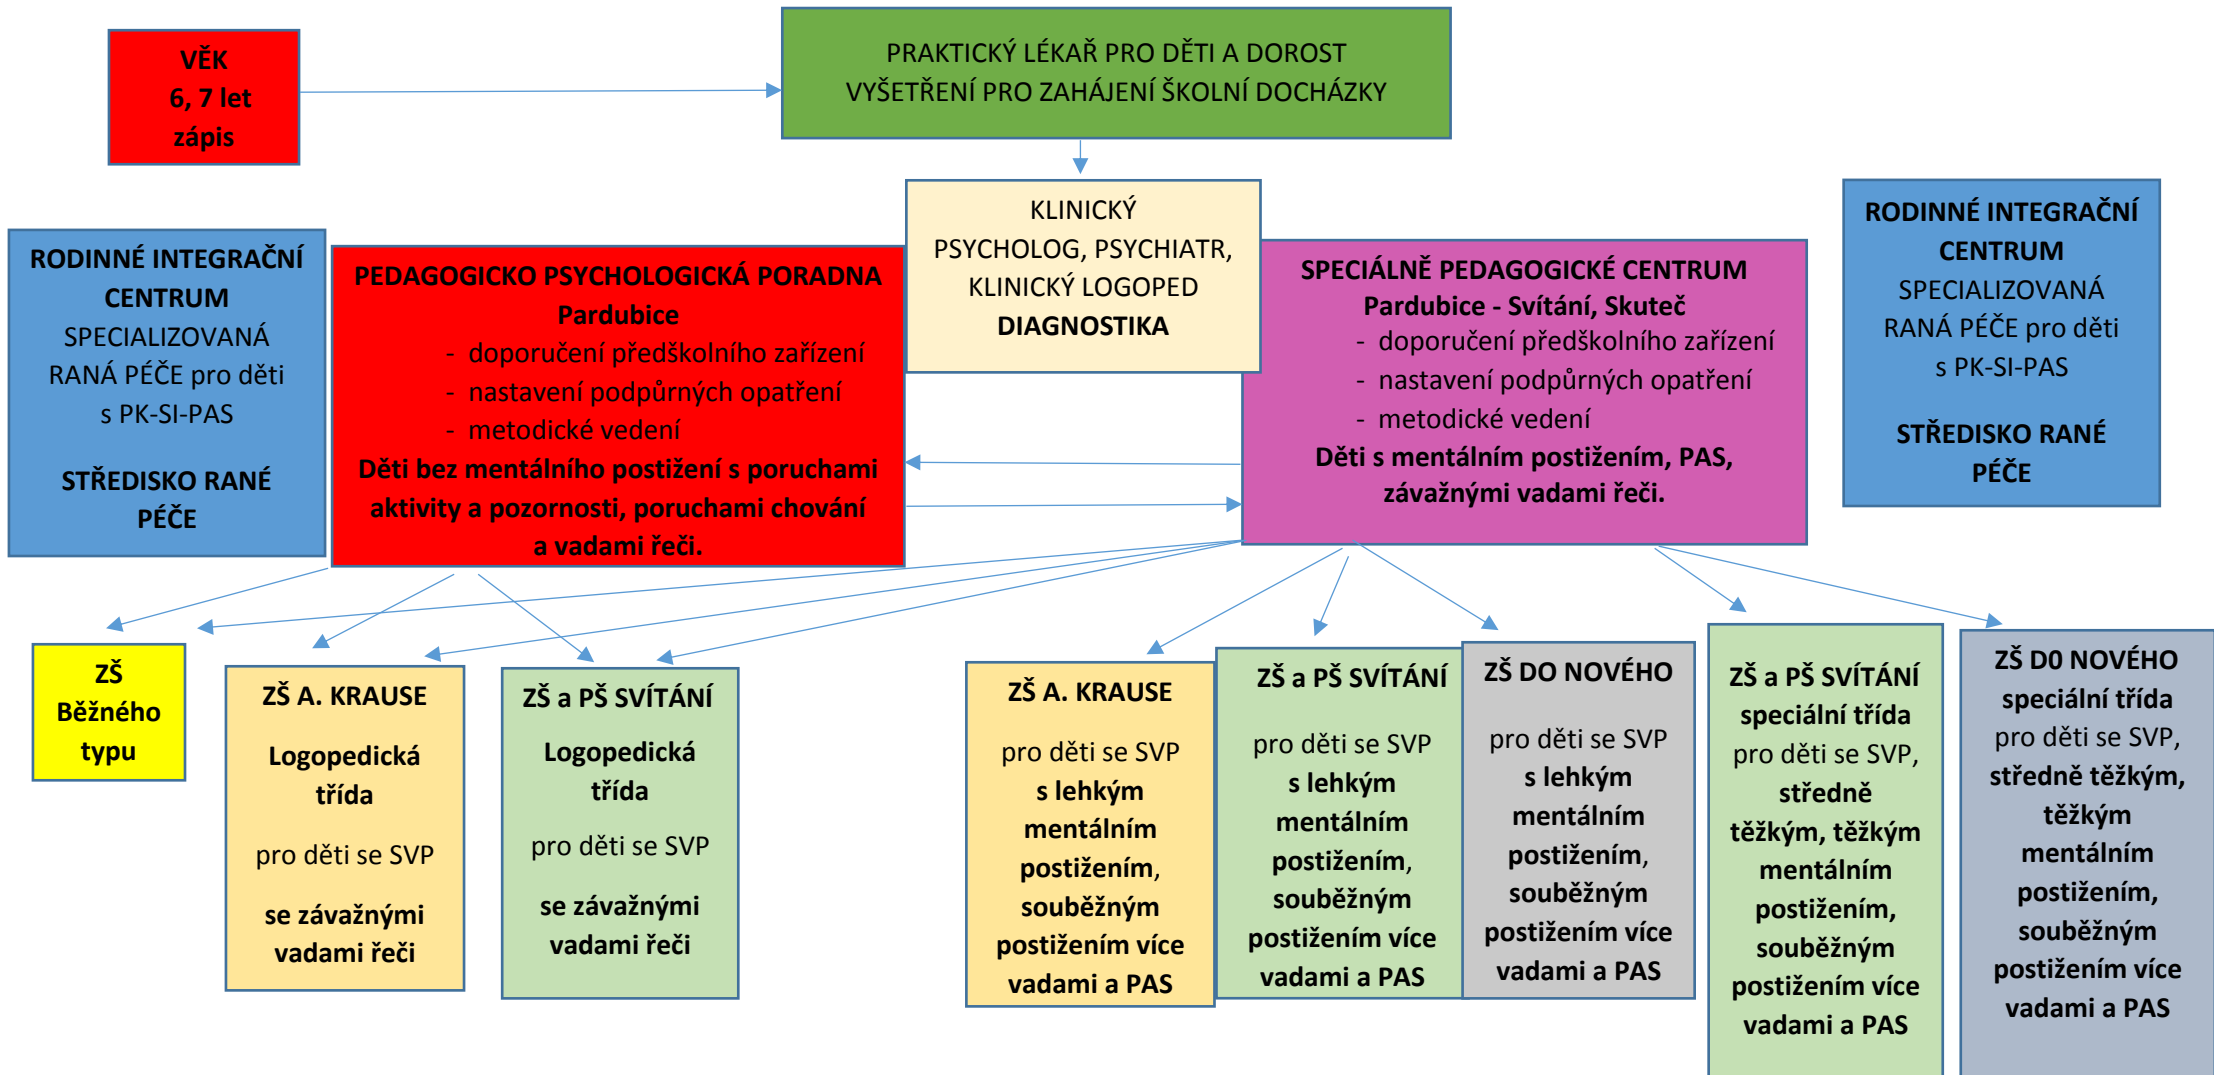 VĚK
6, 7 let
zápis
PRAKTICKÝ LÉKAŘ PRO DĚTI A DOROST
VYŠETŘENÍ PRO ZAHÁJENÍ ŠKOLNÍ DOCHÁZKY
KLINICKÝ
PSYCHOLOG, PSYCHIATR,
KLINICKÝ LOGOPED
DIAGNOSTIKA
RODINNÉ INTEGRAČNÍ
CENTRUM
SPECIALIZOVANÁ
RANÁ PÉČE pro děti
s PK-SI-PAS
STŘEDISKO RANÉ
PÉČE
PEDAGOGICKO PSYCHOLOGICKÁ PORADNA
Pardubice
- doporučení předškolního zařízení
- nastavení podpůrných opatření
- metodické vedení
Děti bez mentálního postižení s poruchami
aktivity a pozornosti, poruchami chování
a vadami řeči.
SPECIÁLNĚ PEDAGOGICKÉ CENTRUM
Pardubice - Svítání, Skuteč
- doporučení předškolního zařízení
- nastavení podpůrných opatření
- metodické vedení
Děti s mentálním postižením, PAS,
závažnými vadami řeči.
RODINNÉ INTEGRAČNÍ
CENTRUM
SPECIALIZOVANÁ
RANÁ PÉČE pro děti
s PK-SI-PAS
STŘEDISKO RANÉ
PÉČE
ZŠ
Běžného
typu
ZŠ A. KRAUSE
Logopedická
třída
pro děti se SVP
se závažnými
vadami řeči
ZŠ a PŠ SVÍTÁNÍ
Logopedická
třída
pro děti se SVP
se závažnými
vadami řeči
ZŠ A. KRAUSE
pro děti se SVP
s lehkým
mentálním
postižením,
souběžným
postižením více
vadami a PAS
ZŠ a PŠ SVÍTÁNÍ
pro děti se SVP
s lehkým
mentálním
postižením,
souběžným
postižením více
vadami a PAS
ZŠ DO NOVÉHO
pro děti se SVP
s lehkým
mentálním
postižením,
souběžným
postižením více
vadami a PAS
ZŠ a PŠ SVÍTÁNÍ
speciální třída
pro děti se SVP,
středně
těžkým, těžkým
mentálním
postižením,
souběžným
postižením více
vadami a PAS
ZŠ D0 NOVÉHO
speciální třída
pro děti se SVP,
středně těžkým,
těžkým
mentálním
postižením,
souběžným
postižením více
vadami a PAS